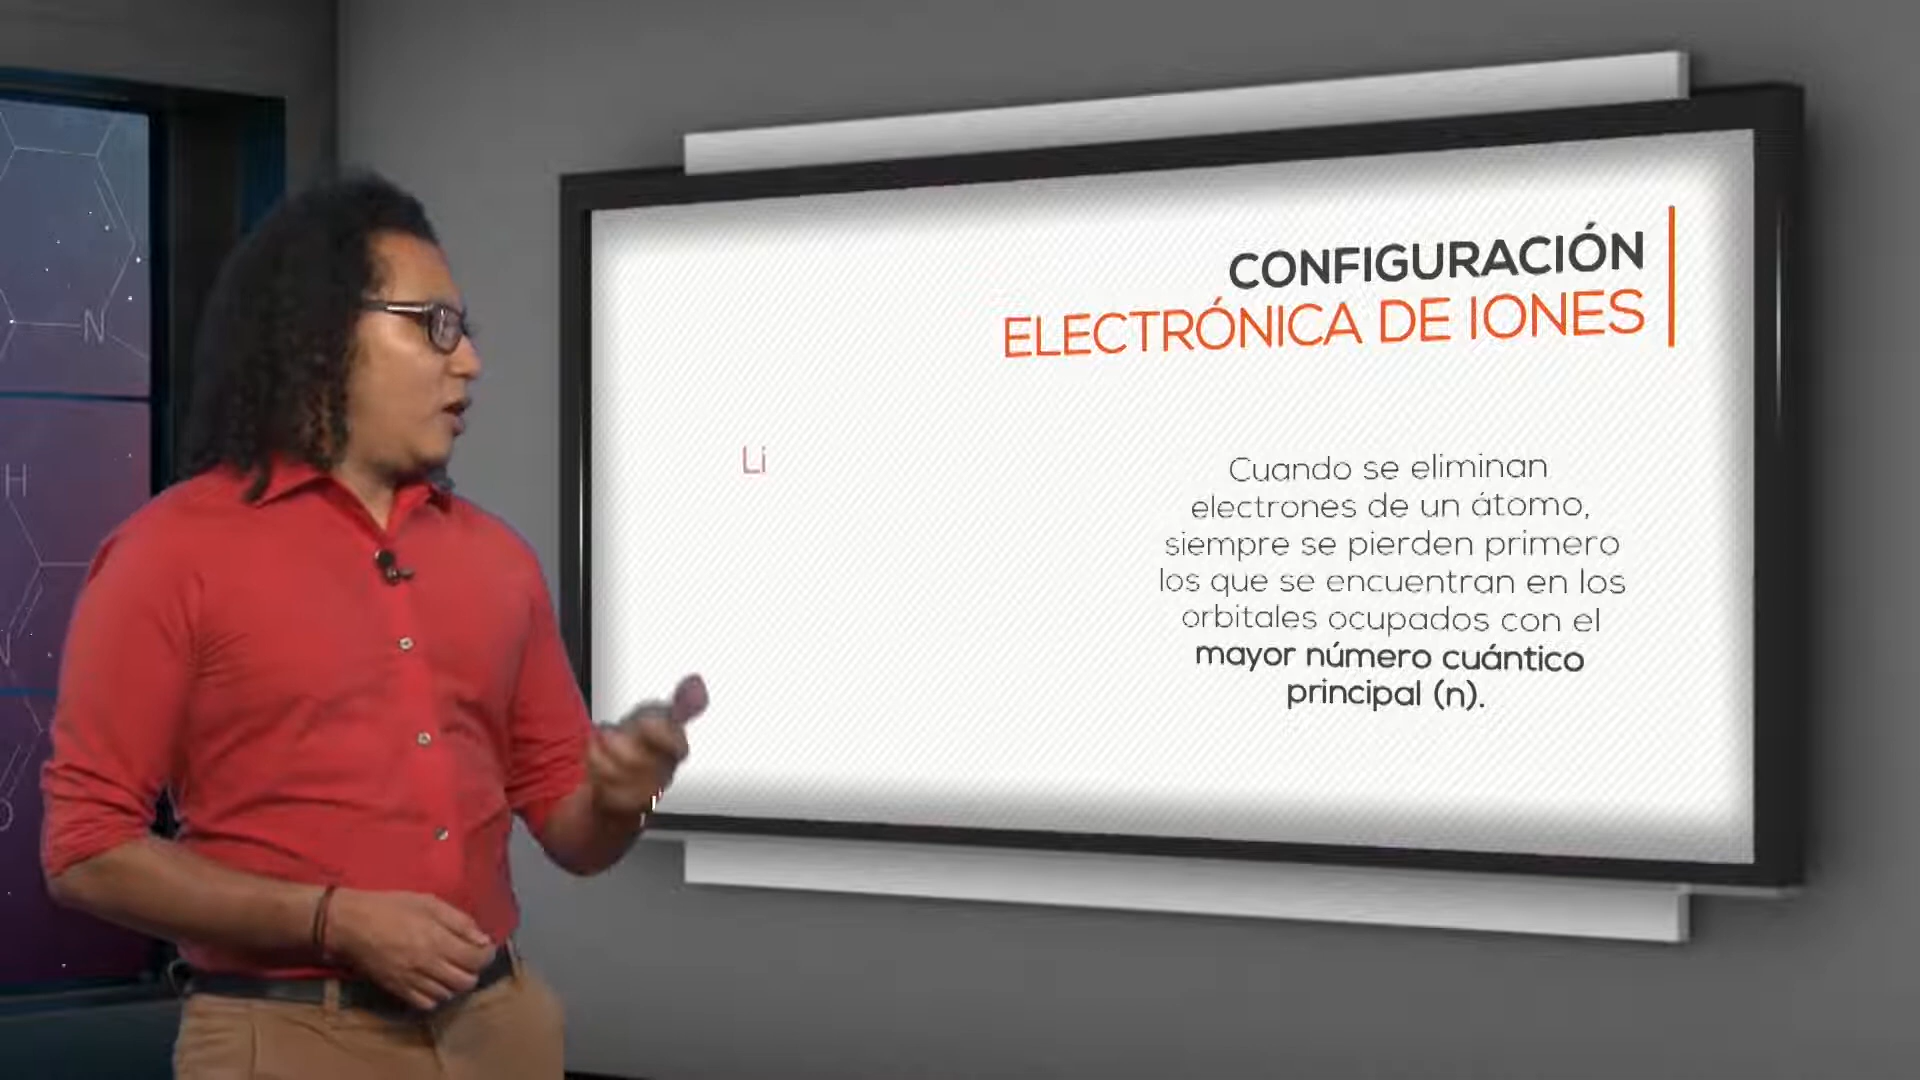 CONFIGURACIÓN
ELECTRÓNICA DE IONES
Li
Cuando se eliminan
electrones de un átomo,
siempre se pierden primero
los que se encuentran en los
orbitales ocupados con el
mayor número cuántico
principal (n).
N
H
N
O